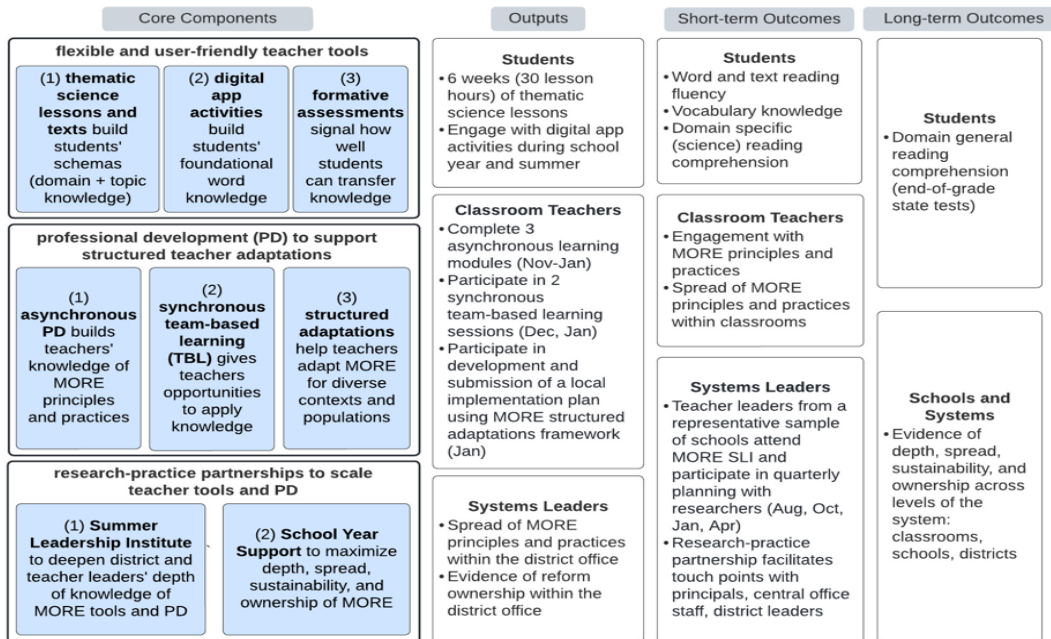 Core Components
Outputs
Short-term Outcomes
Long-term Outcomes
flexible and user-friendly teacher tools
(1) thematic
science
lessons and
texts build
students'
schemas
(domain + topic
knowledge)
(2) digital
app
activities
build
students'
foundational
word
knowledge
(3)
formative
assessments
signal how
well
students
can transfer
knowledge
professional development (PD) to support
structured teacher adaptations
(1)
asynchronous
PD builds
teachers'
knowledge of
MORE
principles
and practices
(2)
synchronous
team-based
learning
(TBL) gives
teachers
opportunities
to apply
knowledge
(3)
structured
adaptations
help teachers
adapt MORE
for diverse
contexts and
populations
research-practice partnerships to scale
teacher tools and PD
(1) Summer
Leadership Institute
to deepen district and
teacher leaders' depth
of knowledge of
MORE tools and PD
(2) School Year
Support to maximize
depth, spread,
sustainability, and
ownership of MORE
Students
• 6 weeks (30 lesson
hours) of thematic
science lessons
• Engage with digital app
activities during school
year and summer
Classroom Teachers
• Complete 3
asynchronous learning
modules (Nov-Jan)
• Participate in 2
synchronous
team-based learning
sessions (Dec, Jan)
• Participate in
development and
submission of a local
implementation plan
using MORE structured
adaptations framework
(Jan)
Systems Leaders
• Spread of MORE
principles and practices
within the district office
• Evidence of reform
ownership within the
district office
Students
• Word and text reading
fluency
• Vocabulary knowledge
• Domain specific
(science) reading
comprehension
Classroom Teachers
• Engagement with
MORE principles and
practices
• Spread of MORE
principles and practices
within classrooms
Systems Leaders
• Teacher leaders from a
representative sample
of schools attend
MORE SLI and
participate in quarterly
planning with
researchers (Aug, Oct,
Jan, Apr)
• Research-practice
partnership facilitates
touch points with
principals, central office
staff, district leaders
Students
• Domain general
reading
comprehension
(end-of-grade
state tests)
Schools and
Systems
• Evidence of
depth, spread,
sustainability, and
ownership across
levels of the
system:
classrooms,
schools, districts